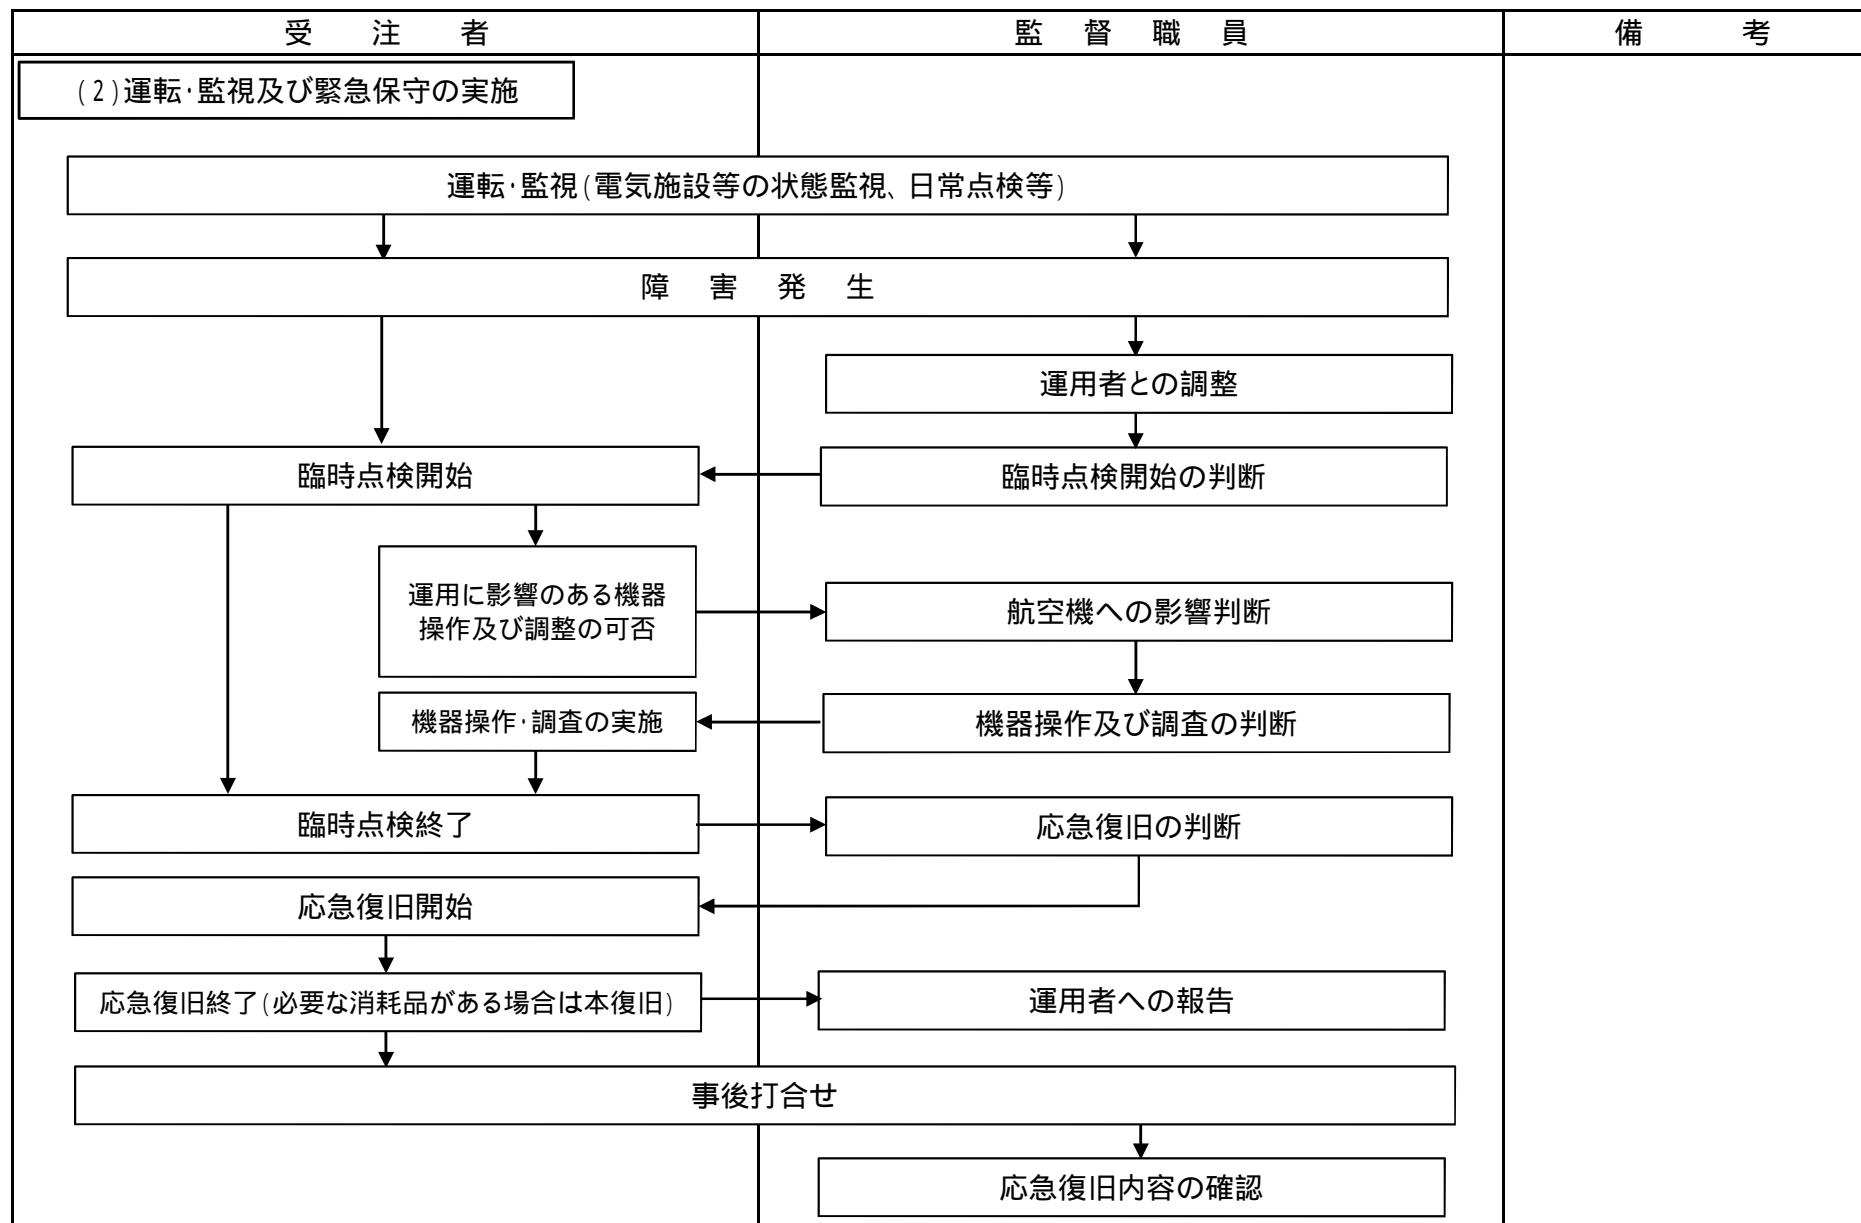 受注者
監督職員
備考
(2)運転・監視及び緊急保守の実施
運転・監視(電気施設等の状態監視、日常点検等)
障害発生
運用者との調整
臨時点検開始
臨時点検開始の判断
運用に影響のある機器
操作及び調整の可否
航空機への影響判断
機器操作・調査の実施
機器操作及び調査の判断
臨時点検終了
応急復旧の判断
応急復旧開始
応急復旧終了(必要な消耗品がある場合は本復旧)
運用者への報告
事後打合せ
応急復旧内容の確認